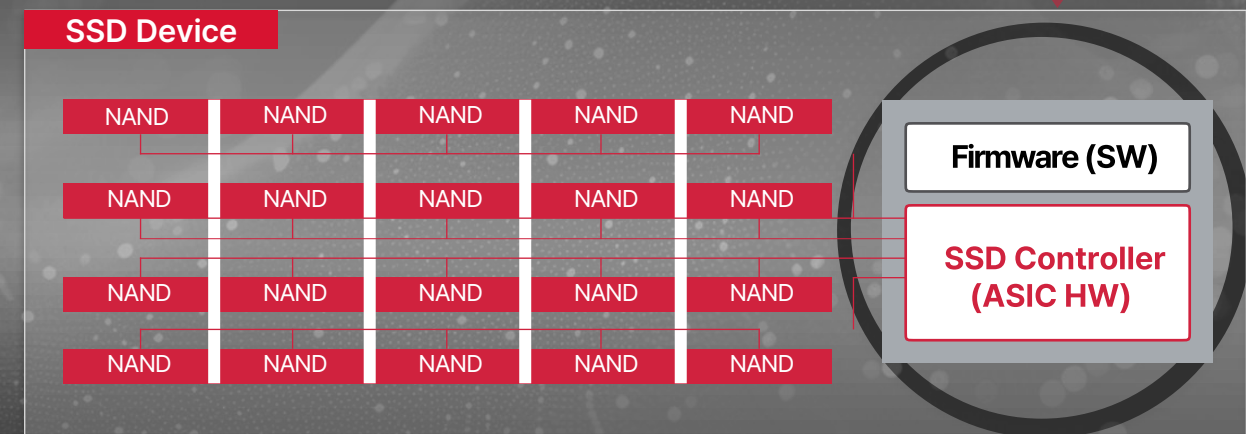 SSD Device
NAND NAND NAND NAND NAND
NAND NAND NAND NAND NAND
NAND NAND NAND NAND NAND
NAND NAND NAND NAND NAND
Firmware (SW)
SSD Controller
(ASIC HW)